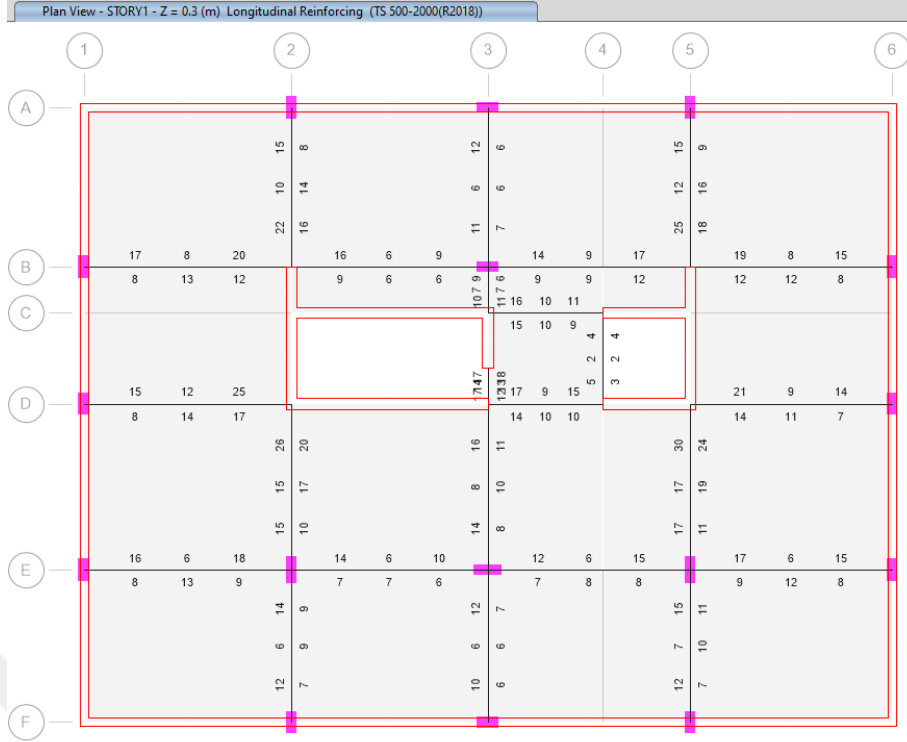 Plan View - STORY1 - Z = 0.3 (m) Longitudinal Reinforcing (TS 500-2000(R2018))
1 2 3 4 5 6
A
15 8 12 6 15 9
10 14 6 6 12 16
22 16 11 7 25 18
17 8 20 16 6 9 14 9 17 19 8 15
B
8 13 12 9 6 6 9 9 12 12 12 8
9 6
7 7
10 11 16 10 11
C
15 10 9
4 4
2 2
5 3
15 12 25 17 9 15 21 9 14
D
8 14 17 14 10 10 14 11 7
26 20 16 11 30 24
15 17 8 10 17 19
15 10 14 8 17 11
16 6 18 14 6 10 12 6 15 17 6 15
E
8 13 9 7 7 6 7 8 8 9 12 8
14 9 12 7 15 11
6 9 6 6 7 10
12 7 10 6 12 7
F